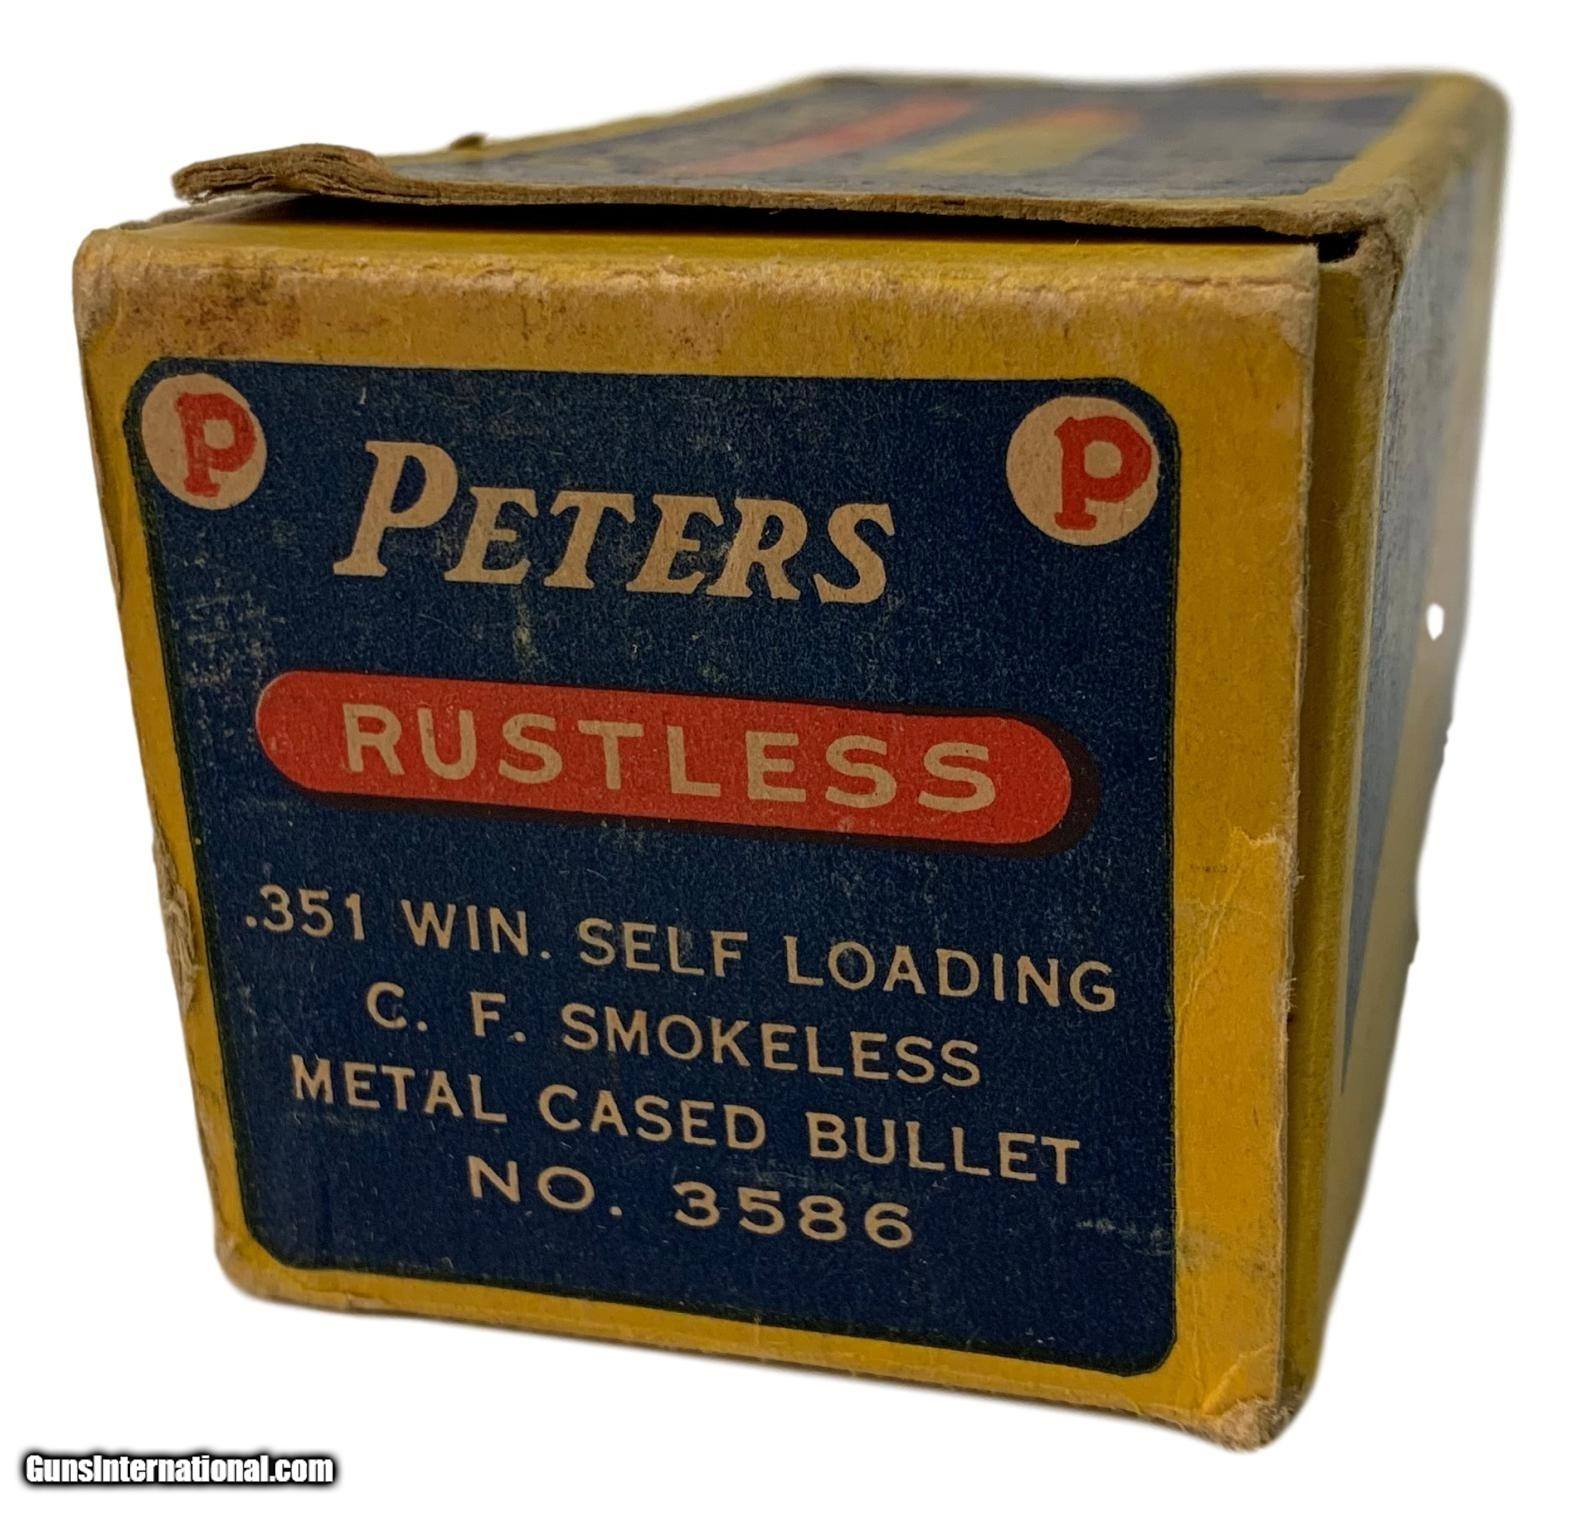 P P
PETERS
RUSTLESS
.351 WIN. SELF LOADING
C. F. SMOKELESS
METAL CASED BULLET
NO. 3586
GunsInternational.com